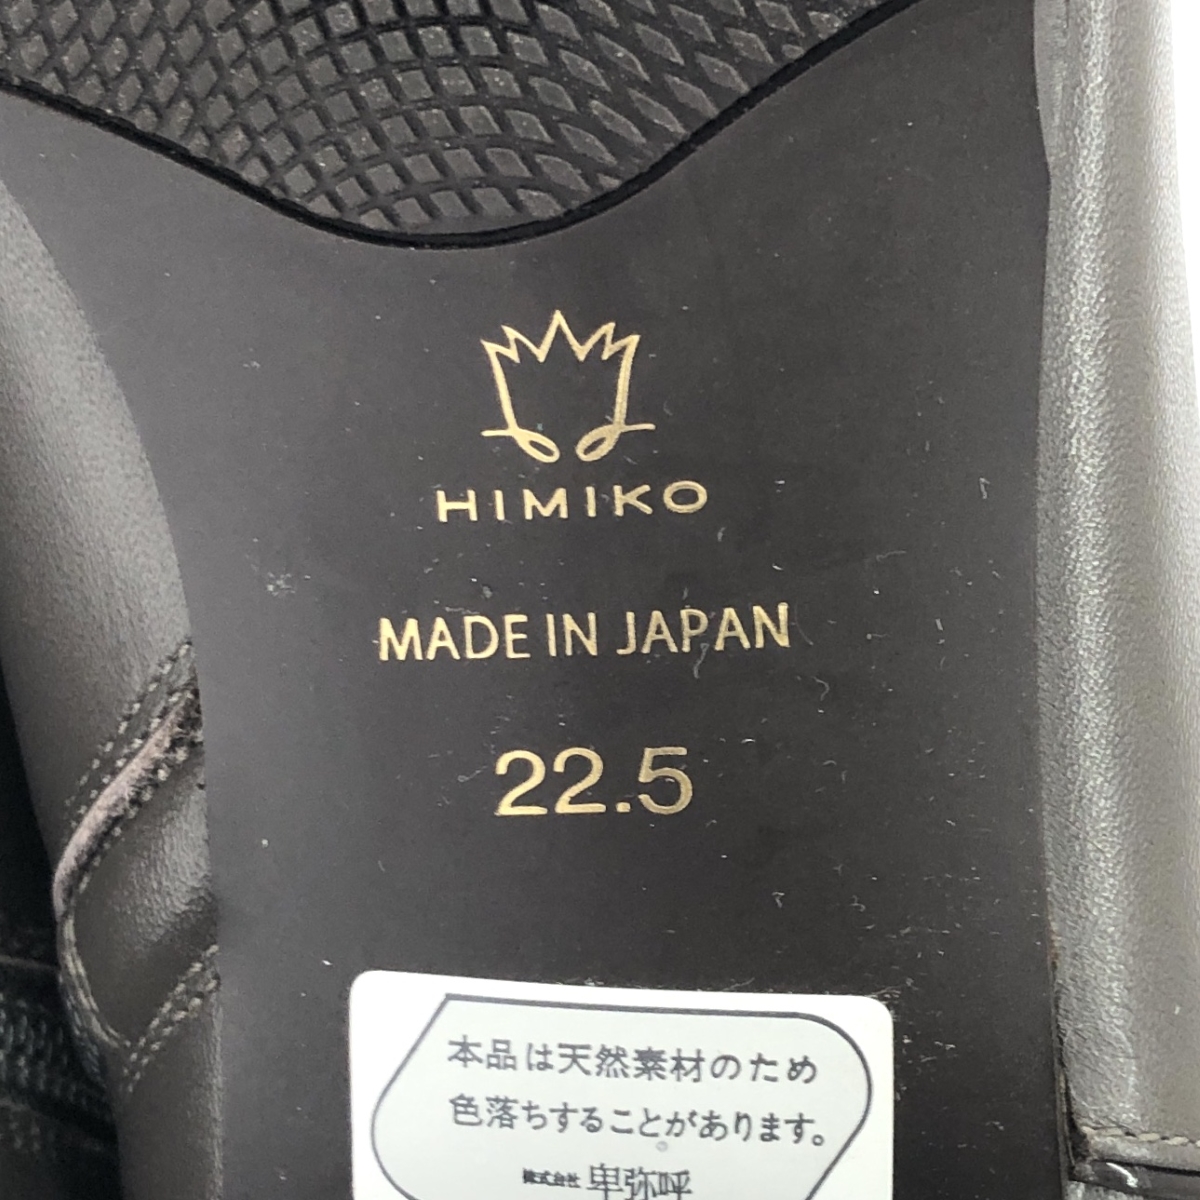 HIMIKO
MADE IN JAPAN
22.5
本品は天然素材のため
色落ちすることがあります。
株式会社 卑弥呼